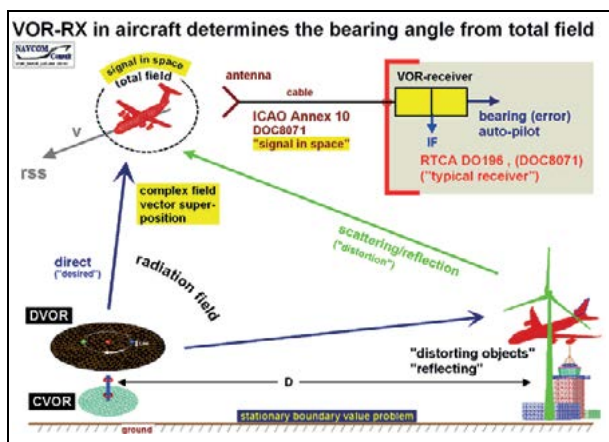 VOR-RX in aircraft determines the bearing angle from total field
NAVCOM
Consult
signal in space
total field
antenna
cable
VOR-receiver
bearing (error)
auto-pilot
IF
ICAO Annex 10
DOC8071
"signal in space"
RTCA DO196 , (DOC8071)
("typical receiver")
v
rss
complex field
vector super-
position
scattering/reflection
("distortion")
direct
("desired")
radiation field
DVOR
"distorting objects"
"reflecting"
D
CVOR
stationary boundary value problem
ground